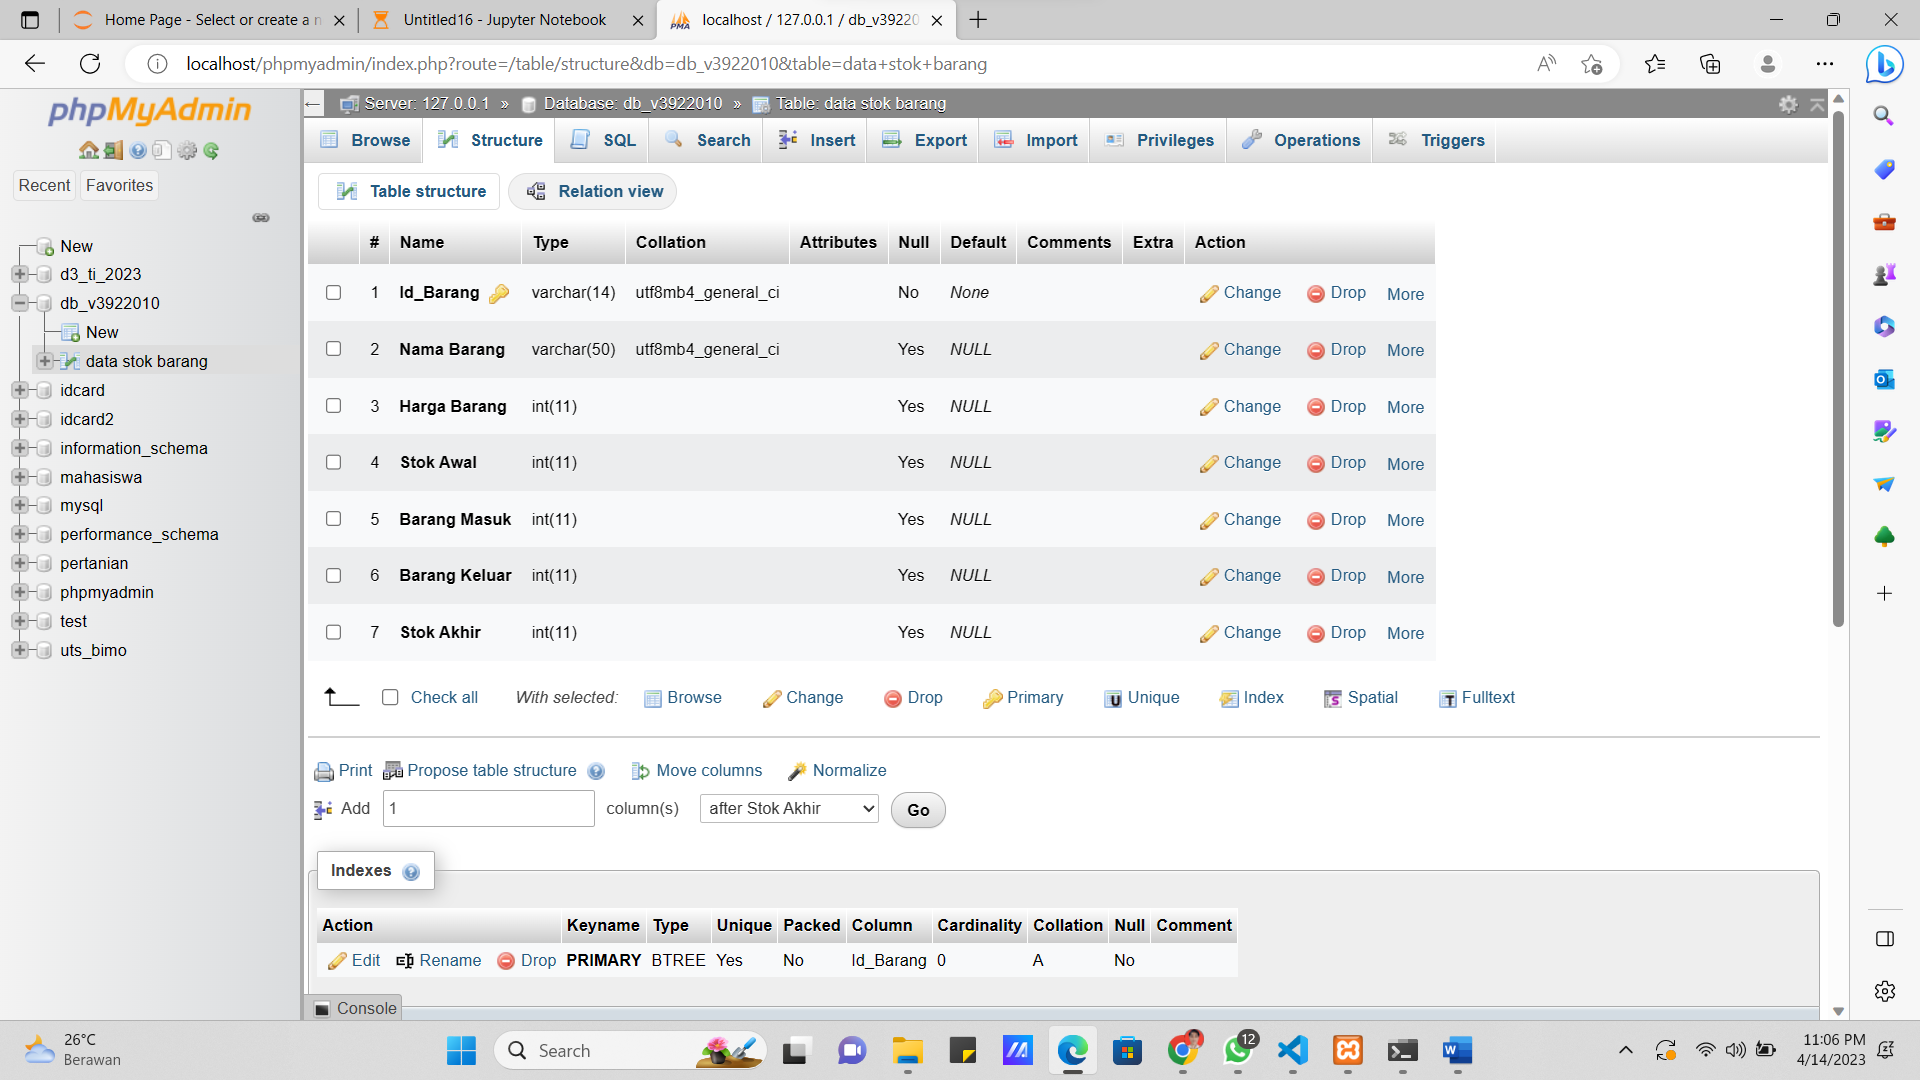 Home Page - Select or create a n
Untitled16 - Jupyter Notebook
localhost / 127.0.0.1 / db_v39220
localhost/phpmyadmin/index.php?route=/table/structure&db=db_v3922010&table=data+stok+barang
phpMyAdmin
Recent Favorites
New
d3_ti_2023
db_v3922010
New
data stok barang
idcard
idcard2
information_schema
mahasiswa
mysql
performance_schema
pertanian
phpmyadmin
test
uts_bimo
Server: 127.0.0.1 » Database: db_v3922010 » Table: data stok barang
Browse Structure SQL Search Insert Export Import Privileges Operations Triggers
Table structure Relation view
# Name Type Collation Attributes Null Default Comments Extra Action
1 Id_Barang varchar(14) utf8mb4_general_ci No None Change Drop More
2 Nama Barang varchar(50) utf8mb4_general_ci Yes NULL Change Drop More
3 Harga Barang int(11) Yes NULL Change Drop More
4 Stok Awal int(11) Yes NULL Change Drop More
5 Barang Masuk int(11) Yes NULL Change Drop More
6 Barang Keluar int(11) Yes NULL Change Drop More
7 Stok Akhir int(11) Yes NULL Change Drop More
Check all With selected: Browse Change Drop Primary Unique Index Spatial Fulltext
Print Propose table structure Move columns Normalize
Add 1 column(s) after Stok Akhir Go
Indexes
Action Keyname Type Unique Packed Column Cardinality Collation Null Comment
Edit Rename Drop PRIMARY BTREE Yes No Id_Barang 0 A No
Console
26°C
Berawan
Search
12
11:06 PM
4/14/2023